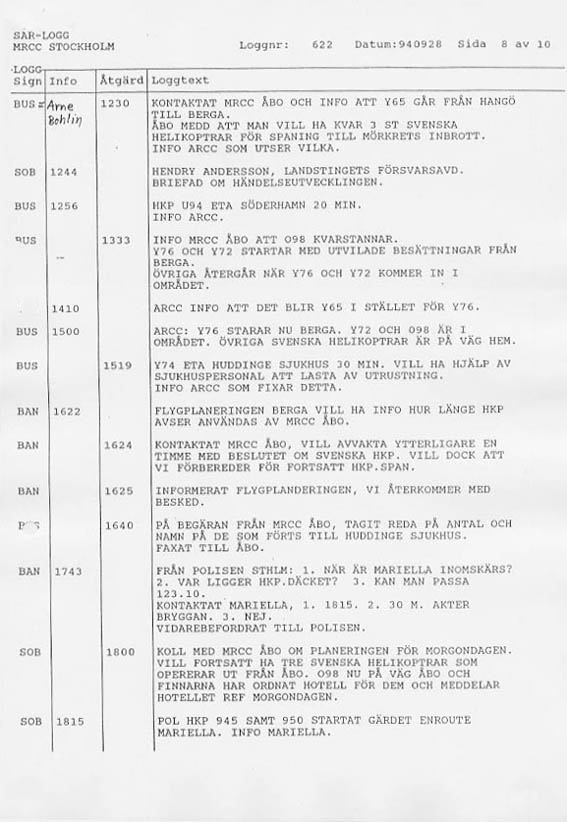 SAR-LOGG
MRCC STOCKHOLM Loggnr: 622 Datum:940928 Sida 8 av 10
LOGG
Sign Info Åtgärd Loggtext
BUS = Arne Bohlin 1230 KONTAKTAT MRCC ÅBO OCH INFO ATT Y65 GÅR FRÅN HANGÖ
TILL BERGA.
ÅBO MEDD ATT MAN VILL HA KVAR 3 ST SVENSKA
HELIKOPTRAR FÖR SPANING TILL MÖRKRETS INBROTT.
INFO ARCC SOM UTSER VILKA.
SOB 1244 HENDRY ANDERSSON, LANDSTINGETS FÖRSVARSAVD.
BRIEFAD OM HÄNDELSEUTVECKLINGEN.
BUS 1256 HKP U94 ETA SÖDERHAMN 20 MIN.
INFO ARCC.
BUS 1333 INFO MRCC ÅBO ATT O98 KVARSTANNAR.
Y76 OCH Y72 STARTAR MED UTVILADE BESÄTTNINGAR FRÅN
BERGA.
ÖVRIGA ÅTERGÅR NÄR Y76 OCH Y72 KOMMER IN I
OMRÅDET.
1410 ARCC INFO ATT DET BLIR Y65 I STÄLLET FÖR Y76.
BUS 1500 ARCC: Y76 STARAR NU BERGA. Y72 OCH O98 ÄR I
OMRÅDET. ÖVRIGA SVENSKA HELIKOPTRAR ÄR PÅ VÄG HEM.
BUS 1519 Y74 ETA HUDDINGE SJUKHUS 30 MIN. VILL HA HJÄLP AV
SJUKHUSPERSONAL ATT LASTA AV UTRUSTNING.
INFO ARCC SOM FIXAR DETTA.
BAN 1622 FLYGPLANERINGEN BERGA VILL HA INFO HUR LÄNGE HKP
AVSER ANVÄNDAS AV MRCC ÅBO.
BAN 1624 KONTAKTAT MRCC ÅBO, VILL AVVAKTA YTTERLIGARE EN
TIMME MED BESLUTET OM SVENSKA HKP. VILL DOCK ATT
VI FÖRBEREDER FÖR FORTSATT HKP.SPAN.
BAN 1625 INFORMERAT FLYGPLANDERINGEN, VI ÅTERKOMMER MED
BESKED.
1640 PÅ BEGÄRAN FRÅN MRCC ÅBO, TAGIT REDA PÅ ANTAL OCH
NAMN PÅ DE SOM FÖRTS TILL HUDDINGE SJUKHUS.
FAXAT TILL ÅBO.
BAN 1743 FRÅN POLISEN STHLM: 1. NÄR ÄR MARIELLA INOMSKÄRS?
2. VAR LIGGER HKP.DÄCKET? 3. KAN MAN PASSA
123.10.
KONTAKTAT MARIELLA, 1. 1815. 2. 30 M. AKTER
BRYGGAN. 3. NEJ.
VIDAREBEFORDRAT TILL POLISEN.
SOB 1800 KOLL MED MRCC ÅBO OM PLANERINGEN FÖR MORGONDAGEN.
VILL FORTSATT HA TRE SVENSKA HELIKOPTRAR SOM
OPERERAR UT FRÅN ÅBO. O98 NU PÅ VÄG ÅBO OCH
FINNARNA HAR ORDNAT HOTELL FÖR DEM OCH MEDDELAR
HOTELLET REF MORGONDAGEN.
SOB 1815 POL HKP 945 SAMT 950 STARTAT GÄRDET ENROUTE
MARIELLA. INFO MARIELLA.